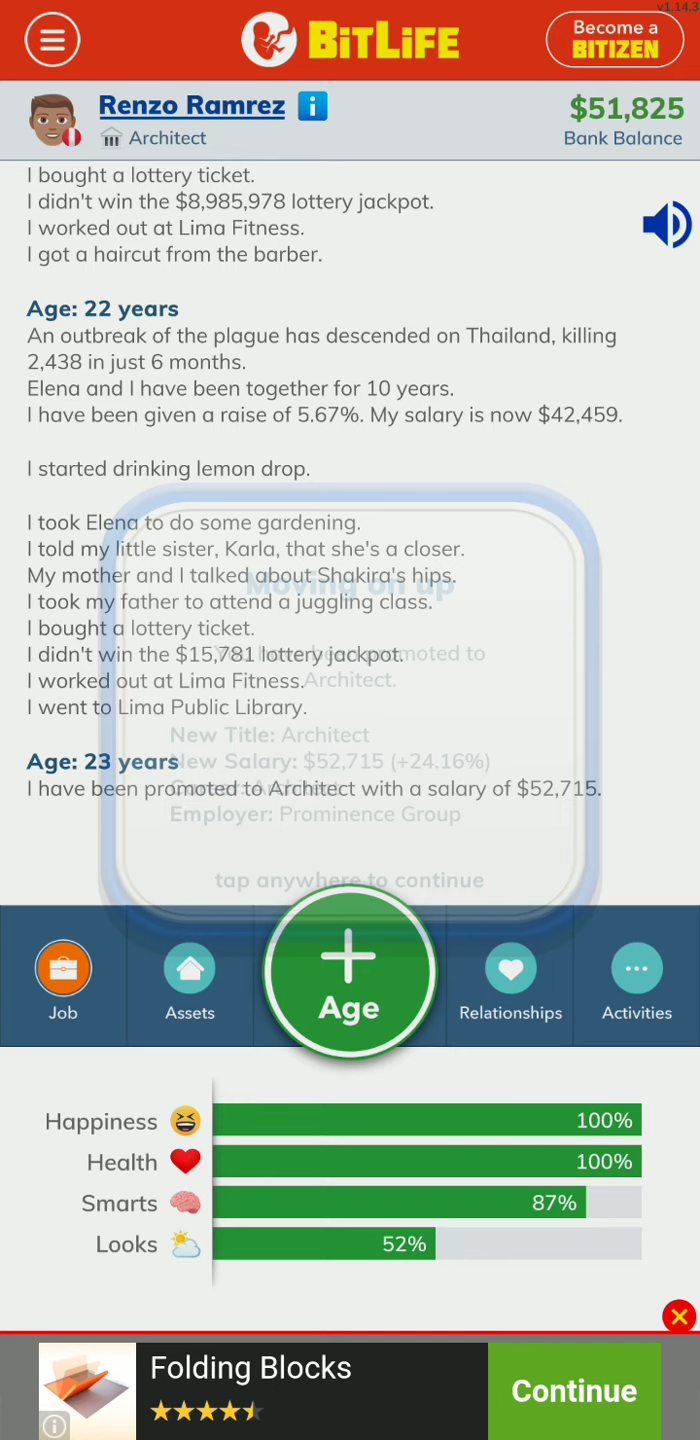 v1.14.3
BITLIFE
Become a
BITIZEN
Renzo Ramrez
$51,825
Architect
Bank Balance
I bought a lottery ticket.
I didn't win the $8,985,978 lottery jackpot.
I worked out at Lima Fitness.
I got a haircut from the barber.
Age: 22 years
An outbreak of the plague has descended on Thailand, killing
2,438 in just 6 months.
Elena and I have been together for 10 years.
I have been given a raise of 5.67%. My salary is now $42,459.
I started drinking lemon drop.
I took Elena to do some gardening.
I told my little sister, Karla, that she's a closer.
My mother and I talked about Shakira's hips.
I took my father to attend a juggling class.
I bought a lottery ticket.
I didn't win the $15,781 lottery jackpot.
I worked out at Lima Fitness.
I went to Lima Public Library.
Age: 23 years
I have been promoted to Architect with a salary of $52,715.
Moving on up
You have been promoted to
Architect.
New Title: Architect
New Salary: $52,715 (+24.16%)
Career: Architect
Employer: Prominence Group
tap anywhere to continue
Job
Assets
Age
Relationships
Activities
Happiness 100%
Health 100%
Smarts 87%
Looks 52%
Folding Blocks
Continue